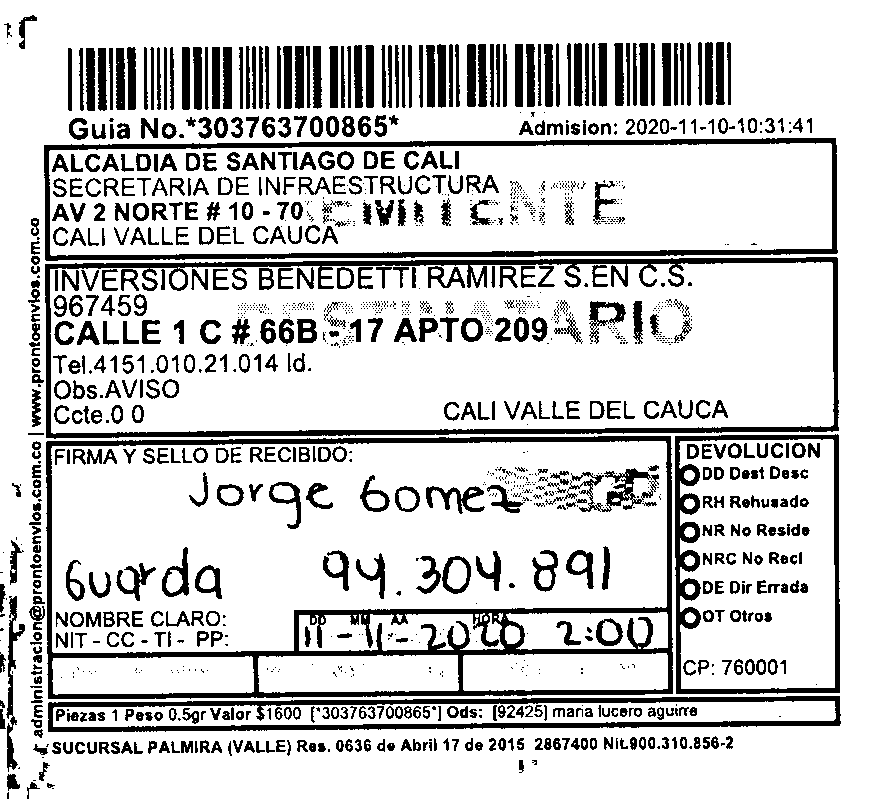 Guia No.*303763700865*
Admision: 2020-11-10-10:31:41
ALCALDIA DE SANTIAGO DE CALI
SECRETARIA DE INFRAESTRUCTURA
AV 2 NORTE # 10 - 70
REMITENTE
CALI VALLE DEL CAUCA
INVERSIONES BENEDETTI RAMIREZ S.EN C.S.
967459
DESTINATARIO
CALLE 1 C # 66B - 17 APTO 209
Tel.4151.010.21.014 Id.
Obs.AVISO
Ccte.0 0
CALI VALLE DEL CAUCA
www.prontoenvios.com.co
administracion@prontoenvios.com.co
FIRMA Y SELLO DE RECIBIDO:
Jorge Gomez
Guarda 94.304.891
NOMBRE CLARO:
NIT - CC - TI - PP:
DD MM AA HORA
11-11-2020 2:00
DEVOLUCION
DD Dest Desc
RH Rehusado
NR No Reside
NRC No Recl
DE Dir Errada
OT Otros
CP: 760001
Piezas 1 Peso 0.5gr Valor $1600 [*303763700865*] Ods: [92425] maria lucero aguirre
SUCURSAL PALMIRA (VALLE) Res. 0636 de Abril 17 de 2015 2867400 Nit.900.310.856-2